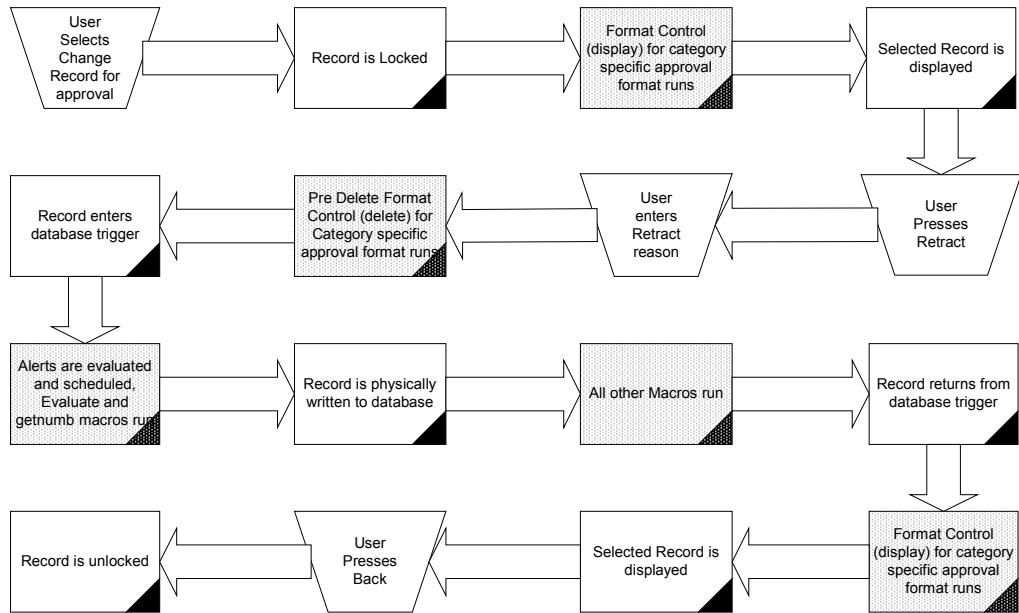 User
Selects
Change
Record for
approval
Record is Locked
Format Control
(display) for category
specific approval
format runs
Selected Record is
displayed
User
Presses
Retract
User
enters
Retract
reason
Pre Delete Format
Control (delete) for
Category specific
approval format runs
Record enters
database trigger
Alerts are evaluated
and scheduled,
Evaluate and
getnumb macros run
Record is physically
written to database
All other Macros run
Record returns from
database trigger
Format Control
(display) for category
specific approval
format runs
Selected Record is
displayed
User
Presses
Back
Record is unlocked